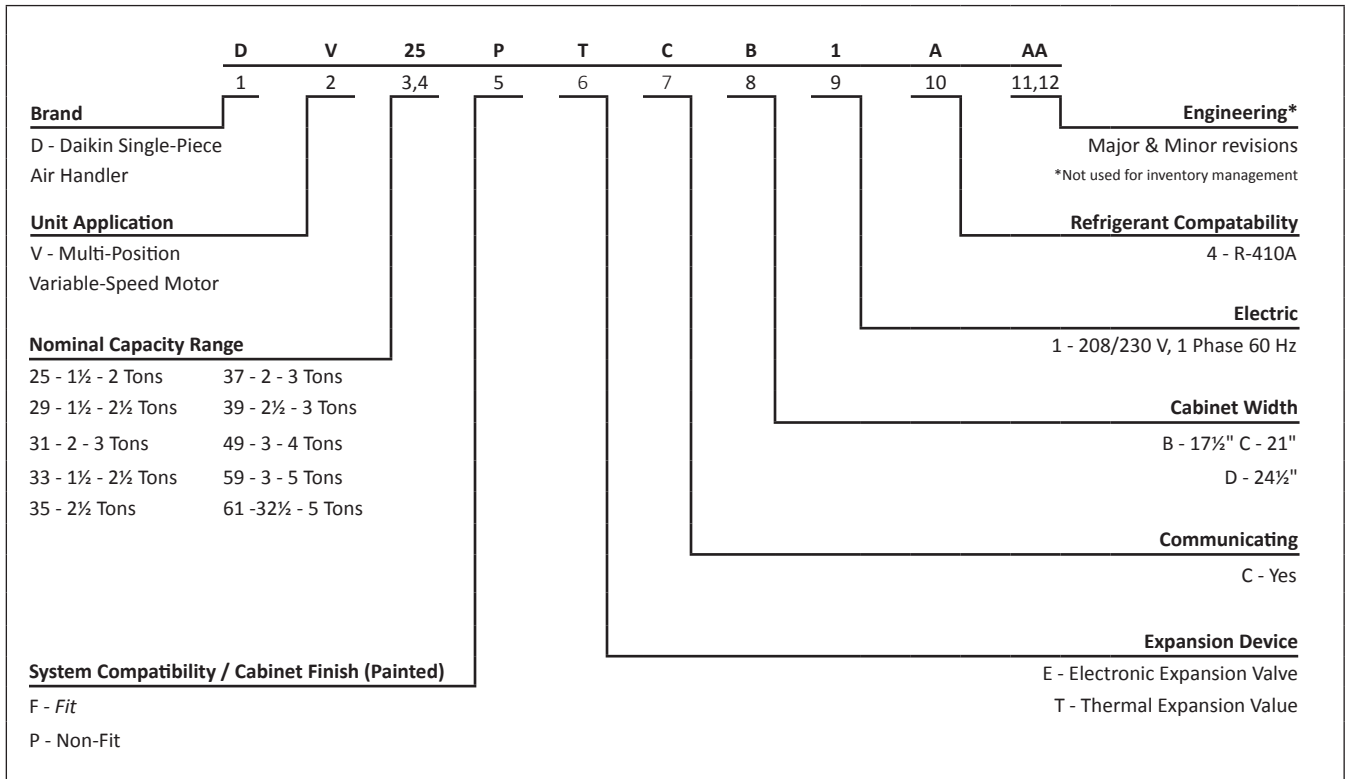 D V 25 P T C B 1 A AA
1 2 3,4 5 6 7 8 9 10 11,12
Brand
D - Daikin Single-Piece
Air Handler
Unit Application
V - Multi-Position
Variable-Speed Motor
Nominal Capacity Range
25 - 1½ - 2 Tons 37 - 2 - 3 Tons
29 - 1½ - 2½ Tons 39 - 2½ - 3 Tons
31 - 2 - 3 Tons 49 - 3 - 4 Tons
33 - 1½ - 2½ Tons 59 - 3 - 5 Tons
35 - 2½ Tons 61 -32½ - 5 Tons
System Compatibility / Cabinet Finish (Painted)
F - Fit
P - Non-Fit
Engineering*
Major & Minor revisions
*Not used for inventory management
Refrigerant Compatability
4 - R-410A
Electric
1 - 208/230 V, 1 Phase 60 Hz
Cabinet Width
B - 17½" C - 21"
D - 24½"
Communicating
C - Yes
Expansion Device
E - Electronic Expansion Valve
T - Thermal Expansion Value